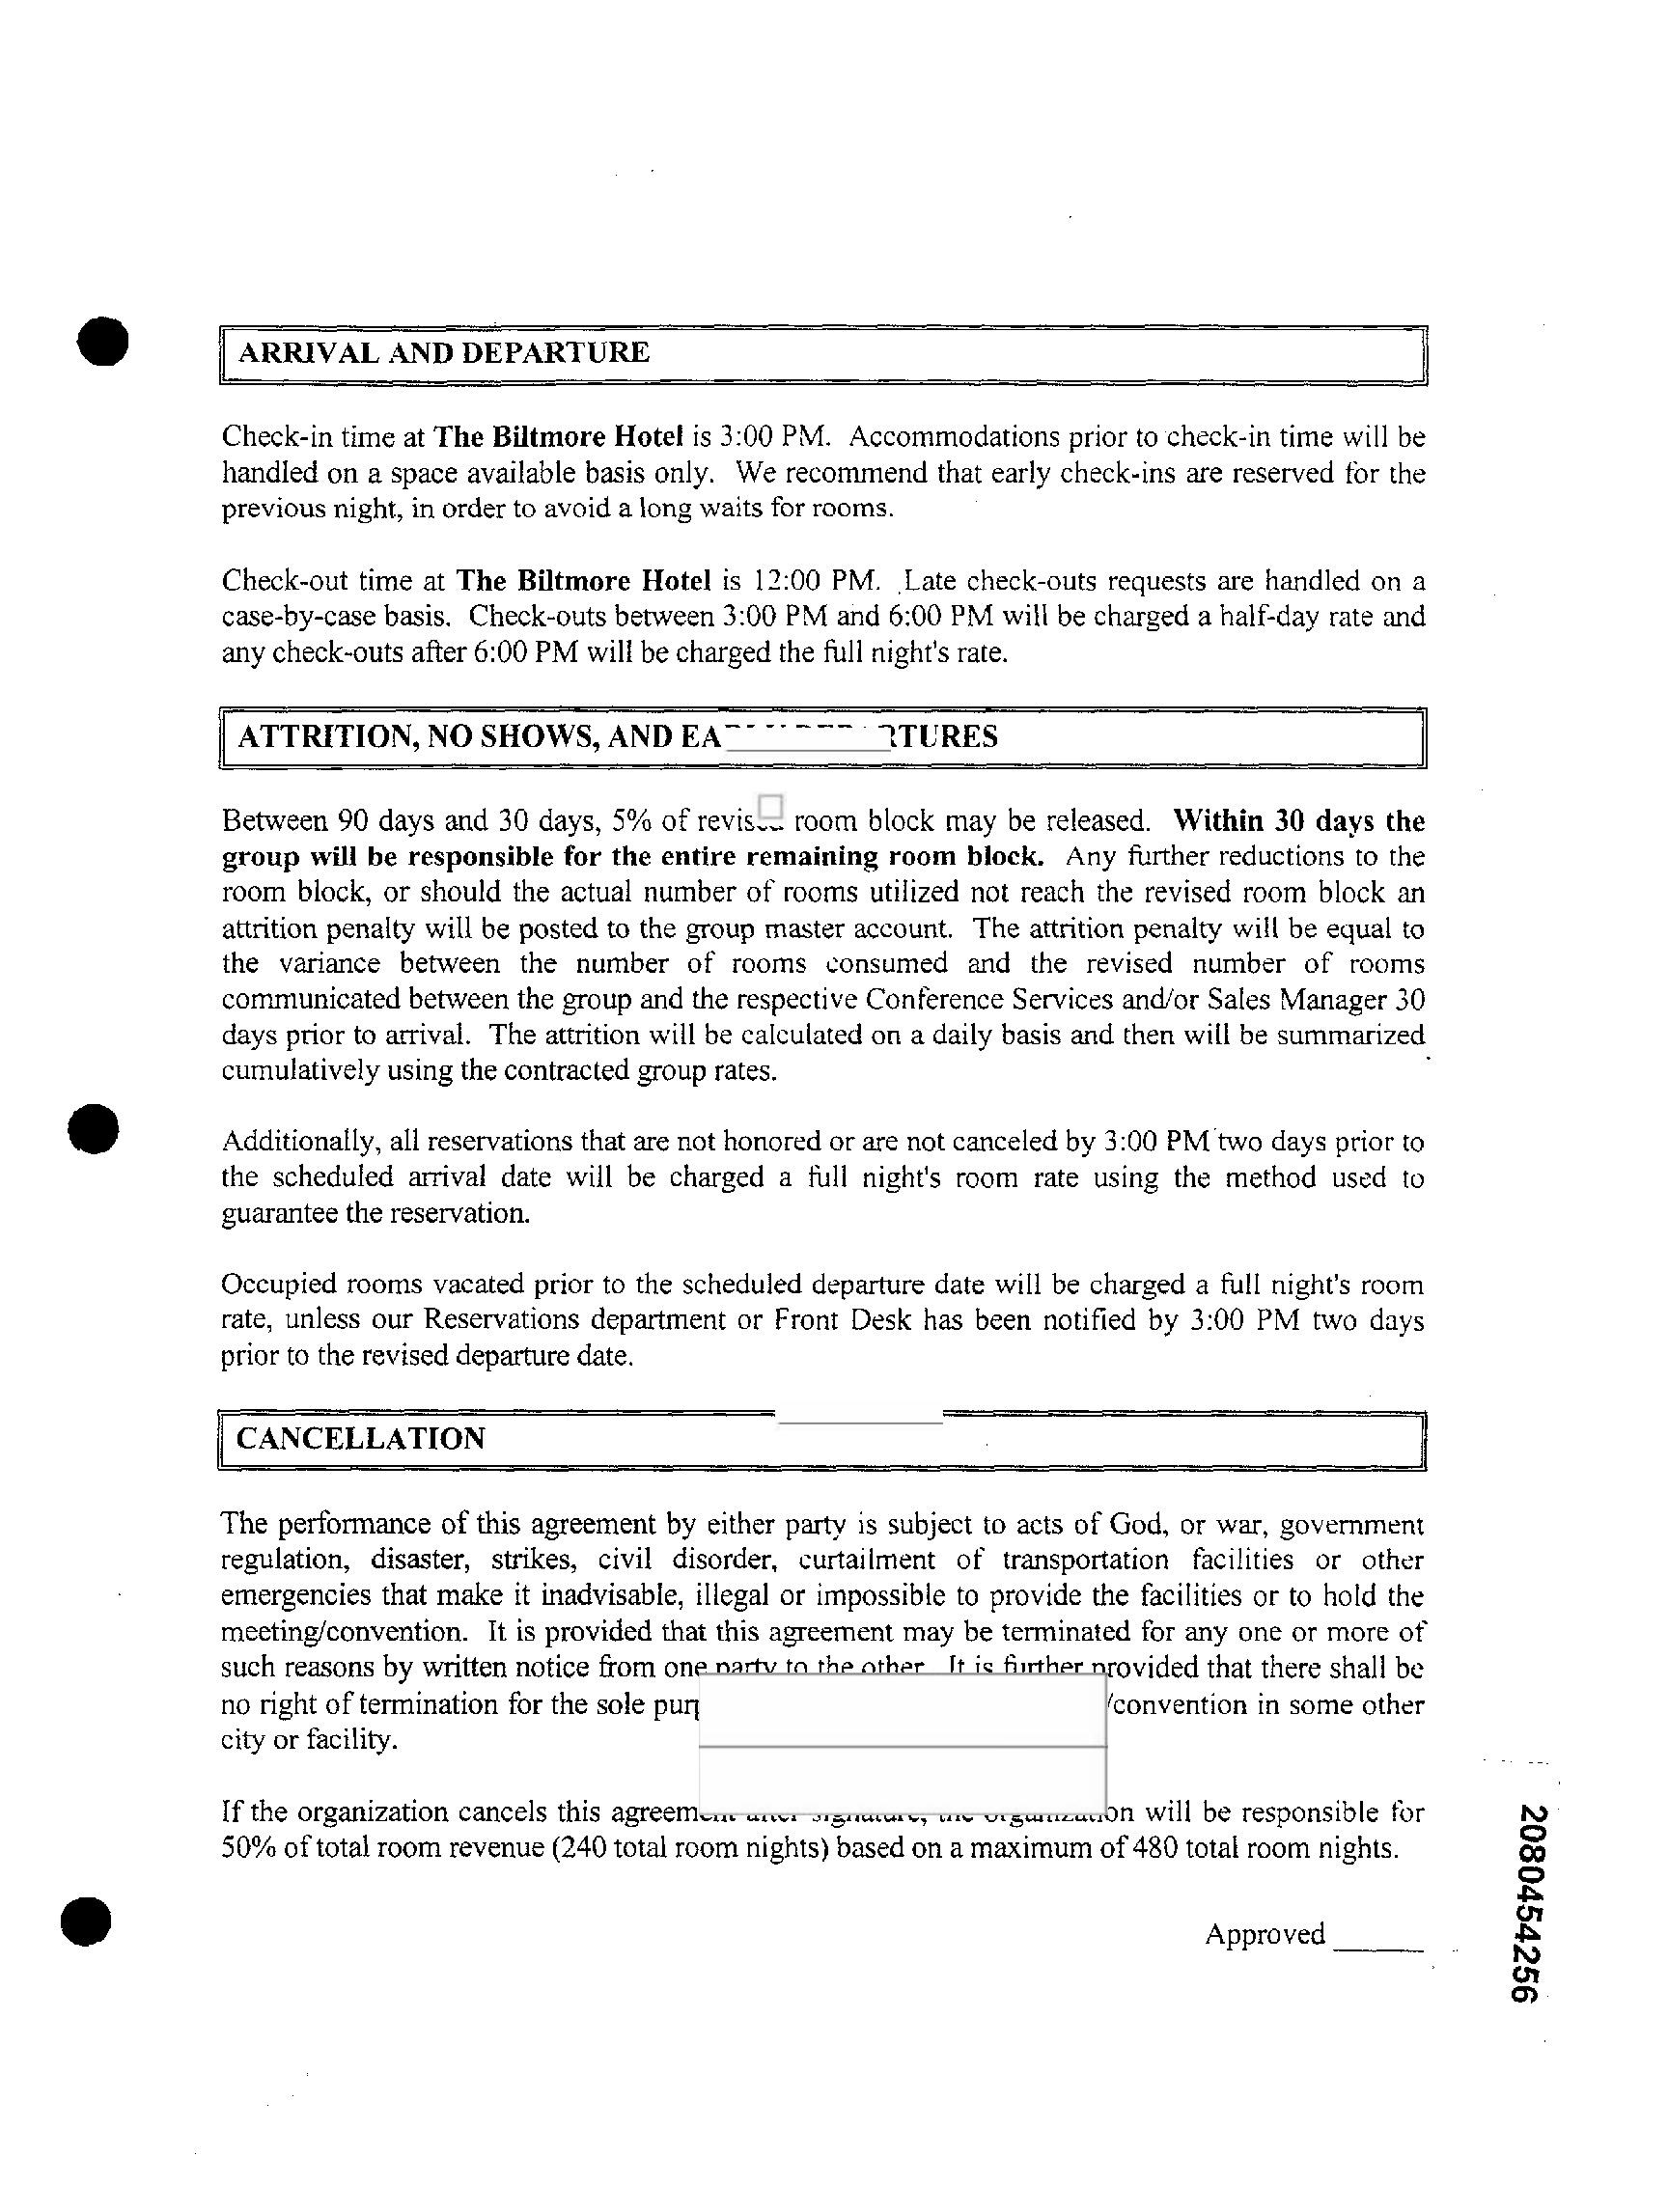 ARRIVAL AND DEPARTURE
Check-in time at The Biltmore Hotel is 3:00 PM. Accommodations prior to check-in time will be
handled on a space available basis only. We recommend that early check-ins are reserved for the
previous night, in order to avoid a long waits for rooms.
Check-out time at The Biltmore Hotel is 12:00 PM. Late check-outs requests are handled on a
case-by-case basis. Check-outs between 3:00 PM and 6:00 PM will be charged a half-day rate and
any check-outs after 6:00 PM will be charged the full night's rate.
ATTRITION, NO SHOWS, AND
Between 90 days and 30 days, 5% of room block may be released. Within 30 days the
group will be responsible for the entire remaining room block. Any further reductions to the
room block, or should the actual number of rooms utilized not reach the revised room block an
attrition penalty will be posted to the group master account. The attrition penalty will be equal to
the variance between the number of rooms consumed and the revised number of rooms
communicated between the group and the respective Conference Services and/or Sales Manager 30
days prior to arrival. The attrition will be calculated on a daily basis and then will be summarized
cumulatively using the contracted group rates.
Additionally, all reservations that are not honored or are not canceled by 3:00 PM two days prior to
the scheduled arrival date will be charged a full night's room rate using the method used to
guarantee the reservation.
Occupied rooms vacated prior to the scheduled departure date will be charged a full night's room
rate, unless our Reservations department or Front Desk has been notified by 3:00 PM two days
prior to the revised departure date.
CANCELLATION
The performance of this agreement by either party is subject to acts of God, or war, government
regulation, disaster, strikes, civil disorder, curtailment of transportation facilities or other
emergencies that make it inadvisable, illegal or impossible to provide the facilities or to hold the
meeting/convention. It is provided that this agreement may be terminated for any one or more of
such reasons by written notice from one party to the other. It is further provided that there shall be
no right of termination for the sole /convention in some other
city or facility.
If the organization cancels this will be responsible for
50% of total room revenue (240 total room nights) based on a maximum of 480 total room nights.
Approved
2080454256